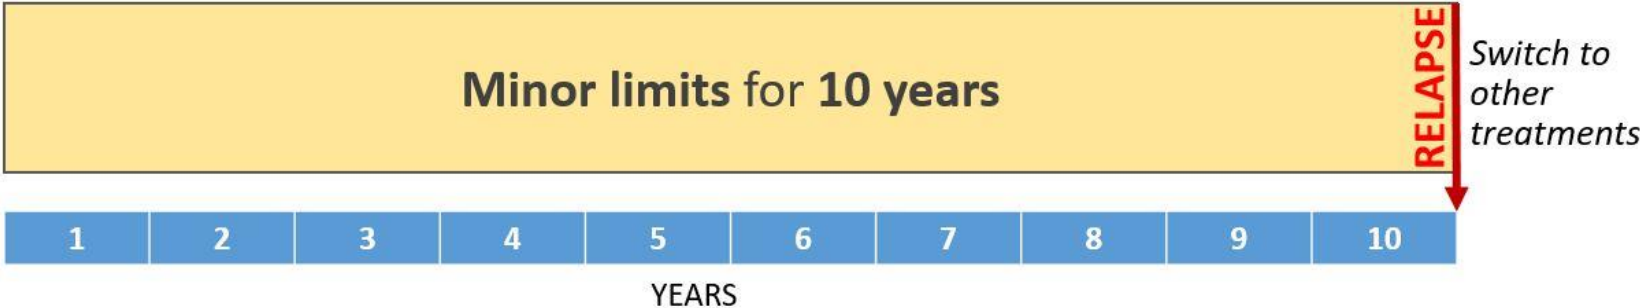 Minor limits for 10 years
RELAPSE
Switch to
other
treatments
1 2 3 4 5 6 7 8 9 10
YEARS